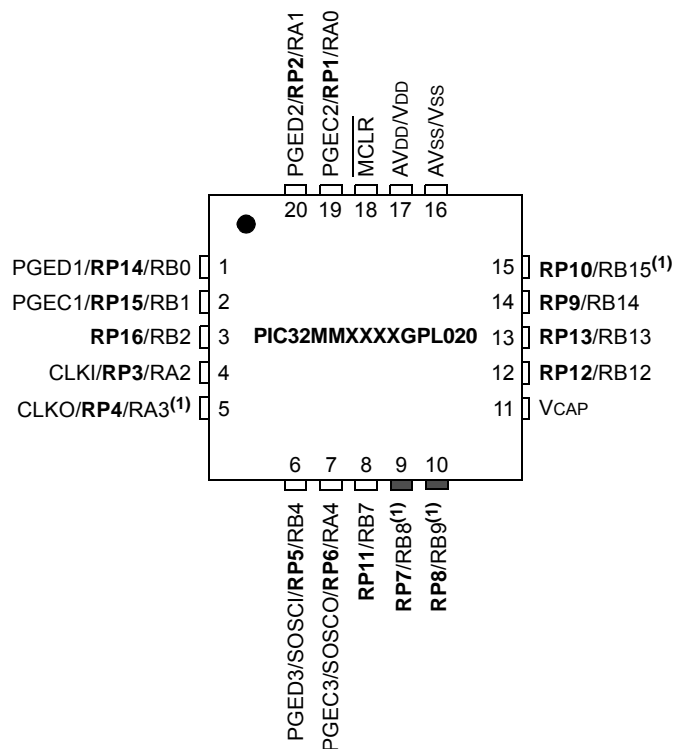 PGED2/RP2/RA1
PGEC2/RP1/RA0
MCLR
AVDD/VDD
AVSS/VSS
20 19 18 17 16
PGED1/RP14/RB0 1
PGEC1/RP15/RB1 2
RP16/RB2 3
CLKI/RP3/RA2 4
CLKO/RP4/RA3(1) 5
PIC32MMXXXXGPL020
15 RP10/RB15(1)
14 RP9/RB14
13 RP13/RB13
12 RP12/RB12
11 VCAP
6 7 8 9 10
PGED3/SOSCI/RP5/RB4
PGEC3/SOSCO/RP6/RA4
RP11/RB7
RP7/RB8(1)
RP8/RB9(1)